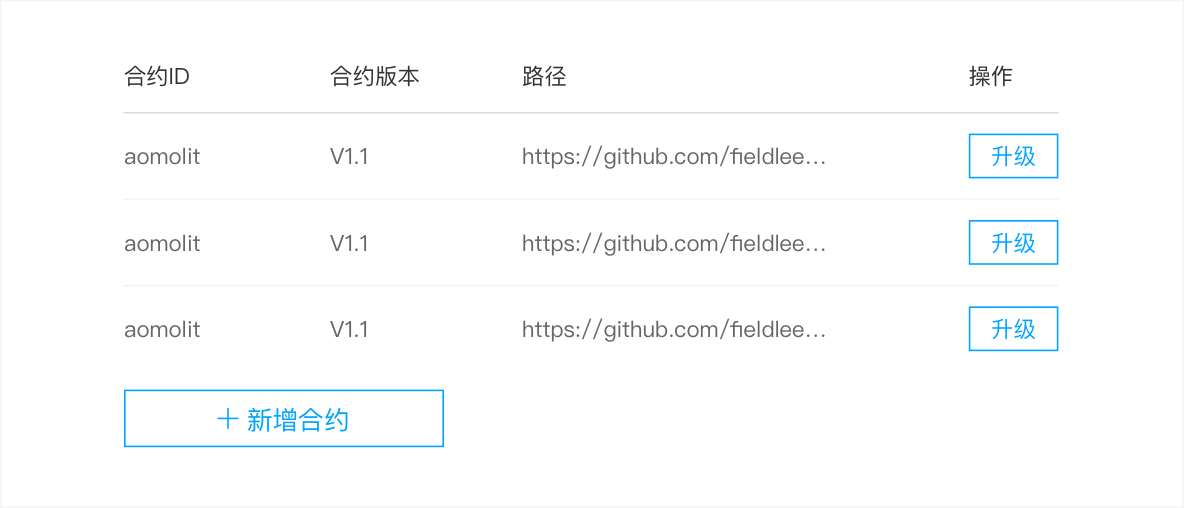 合约ID 合约版本 路径 操作
aomolit V1.1 https://github.com/fieldlee... 升级
aomolit V1.1 https://github.com/fieldlee... 升级
aomolit V1.1 https://github.com/fieldlee... 升级
＋ 新增合约